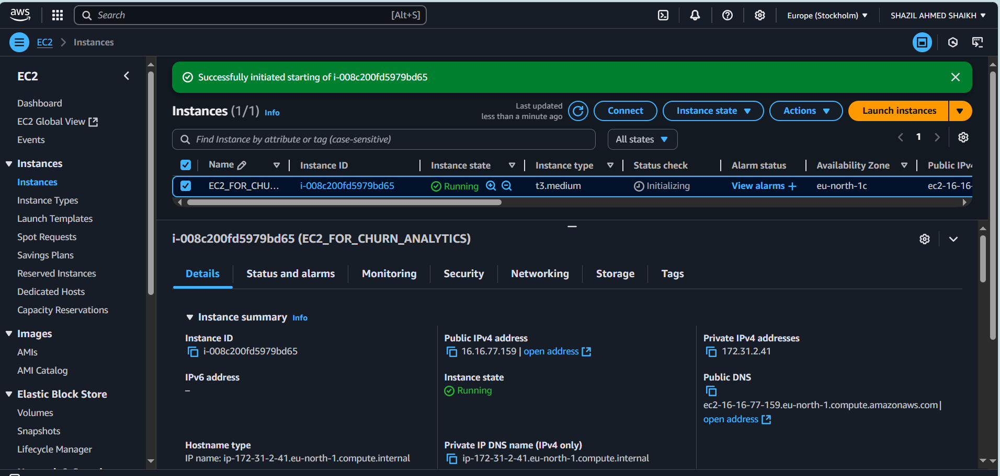 aws
Search [Alt+S]
Europe (Stockholm)
SHAZIL AHMED SHAIKH
EC2
Instances
EC2
Dashboard
EC2 Global View
Events
Instances
Instances
Instance Types
Launch Templates
Spot Requests
Savings Plans
Reserved Instances
Dedicated Hosts
Capacity Reservations
Images
AMIs
AMI Catalog
Elastic Block Store
Volumes
Snapshots
Lifecycle Manager
Successfully initiated starting of i-008c200fd5979bd65
Instances (1/1) Info
Last updated
less than a minute ago
Connect
Instance state
Actions
Launch instances
Find Instance by attribute or tag (case-sensitive)
All states
1
Name Instance ID Instance state Instance type Status check Alarm status Availability Zone Public IPv4
EC2_FOR_CHU... i-008c200fd5979bd65 Running t3.medium Initializing View alarms + eu-north-1c ec2-16-16-
i-008c200fd5979bd65 (EC2_FOR_CHURN_ANALYTICS)
Details Status and alarms Monitoring Security Networking Storage Tags
Instance summary Info
Instance ID
i-008c200fd5979bd65
Public IPv4 address
16.16.77.159 | open address
Private IPv4 addresses
172.31.2.41
IPv6 address
–
Instance state
Running
Public DNS
ec2-16-16-77-159.eu-north-1.compute.amazonaws.com |
open address
Hostname type
IP name: ip-172-31-2-41.eu-north-1.compute.internal
Private IP DNS name (IPv4 only)
ip-172-31-2-41.eu-north-1.compute.internal